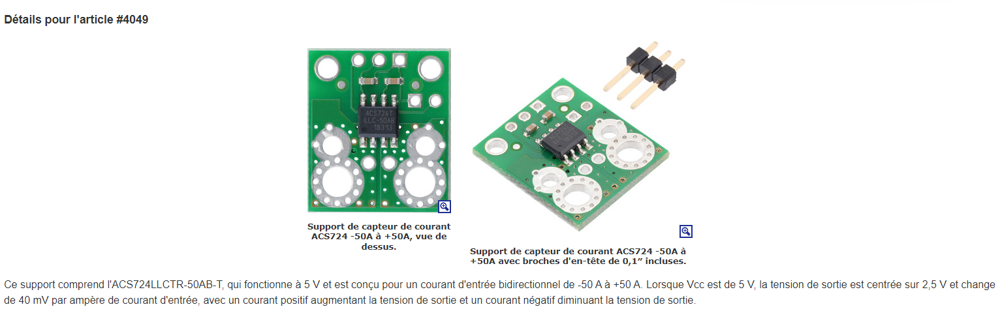 Détails pour l'article #4049
ACS724T
LLC-50AB
18313
Support de capteur de courant
ACS724 -50A à +50A, vue de
dessus.
Support de capteur de courant ACS724 -50A à
+50A avec broches d'en-tête de 0,1″ incluses.
Ce support comprend l'ACS724LLCTR-50AB-T, qui fonctionne à 5 V et est conçu pour un courant d'entrée bidirectionnel de -50 A à +50 A. Lorsque Vcc est de 5 V, la tension de sortie est centrée sur 2,5 V et change
de 40 mV par ampère de courant d'entrée, avec un courant positif augmentant la tension de sortie et un courant négatif diminuant la tension de sortie.